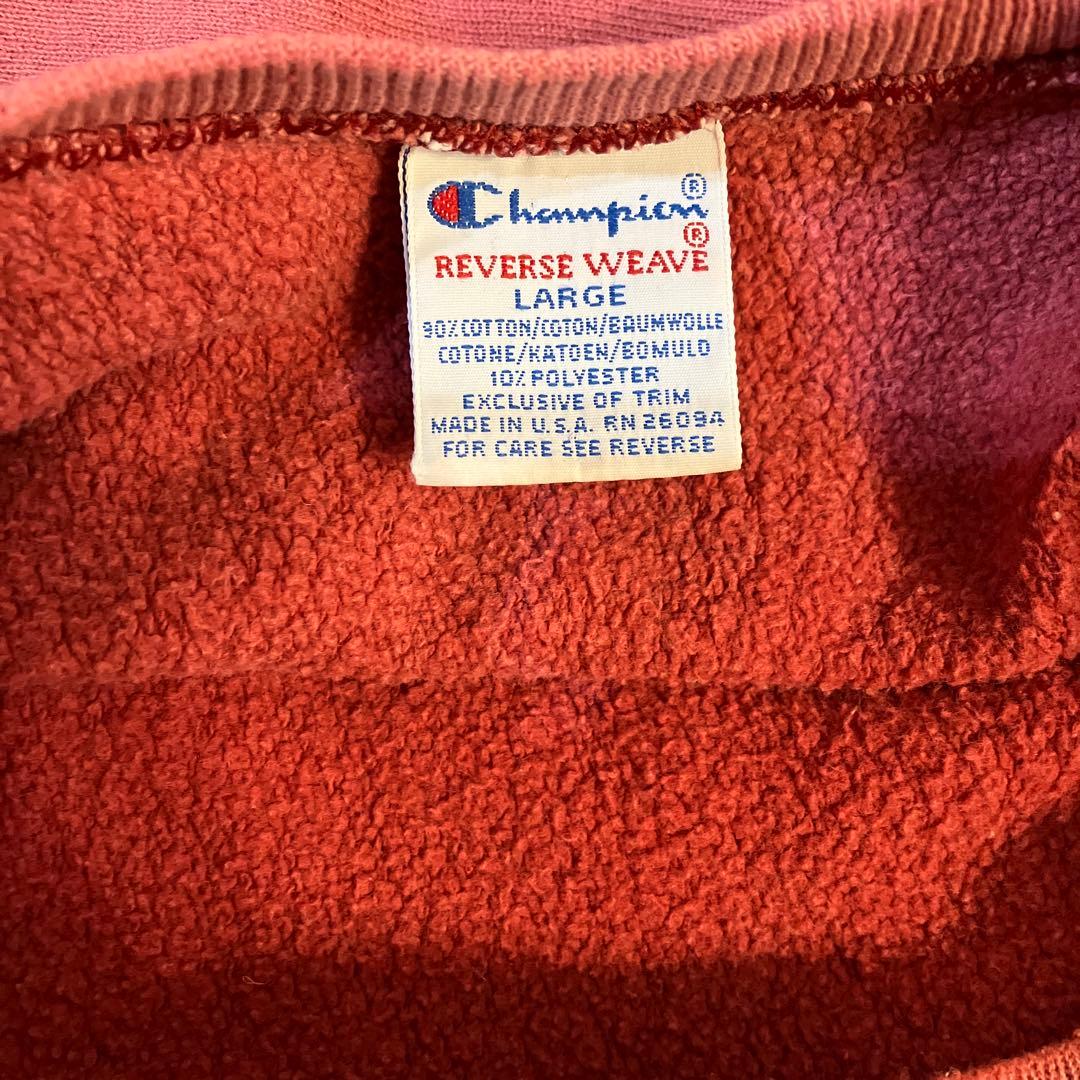 Champion®
REVERSE WEAVE®
LARGE
90% COTTON/COTON/BAUMWOLLE
COTONE/KATOEN/BOMULD
10% POLYESTER
EXCLUSIVE OF TRIM
MADE IN U.S.A. RN 26094
FOR CARE SEE REVERSE